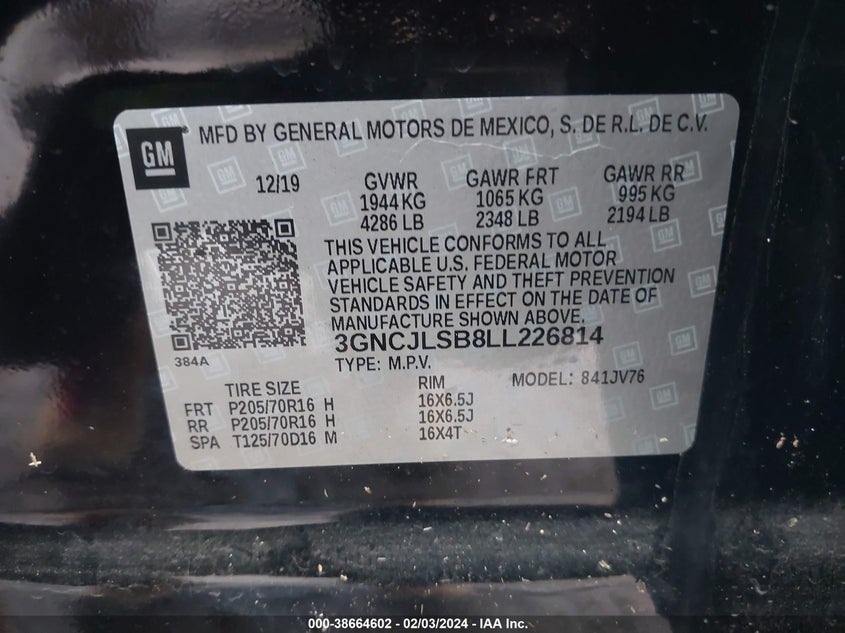 GM
MFD BY GENERAL MOTORS DE MEXICO, S. DE R.L. DE C.V.
12/19 GVWR GAWR FRT GAWR RR
1944 KG 1065 KG 995 KG
4286 LB 2348 LB 2194 LB
THIS VEHICLE CONFORMS TO ALL
APPLICABLE U.S. FEDERAL MOTOR
VEHICLE SAFETY AND THEFT PREVENTION
STANDARDS IN EFFECT ON THE DATE OF
MANUFACTURE SHOWN ABOVE.
3GNCJLSB8LL226814
384A
TYPE: M.P.V.
TIRE SIZE RIM MODEL: 841JV76
FRT P205/70R16 H 16X6.5J
RR P205/70R16 H 16X6.5J
SPA T125/70D16 M 16X4T
000-38664602 - 02/03/2024 - IAA Inc.